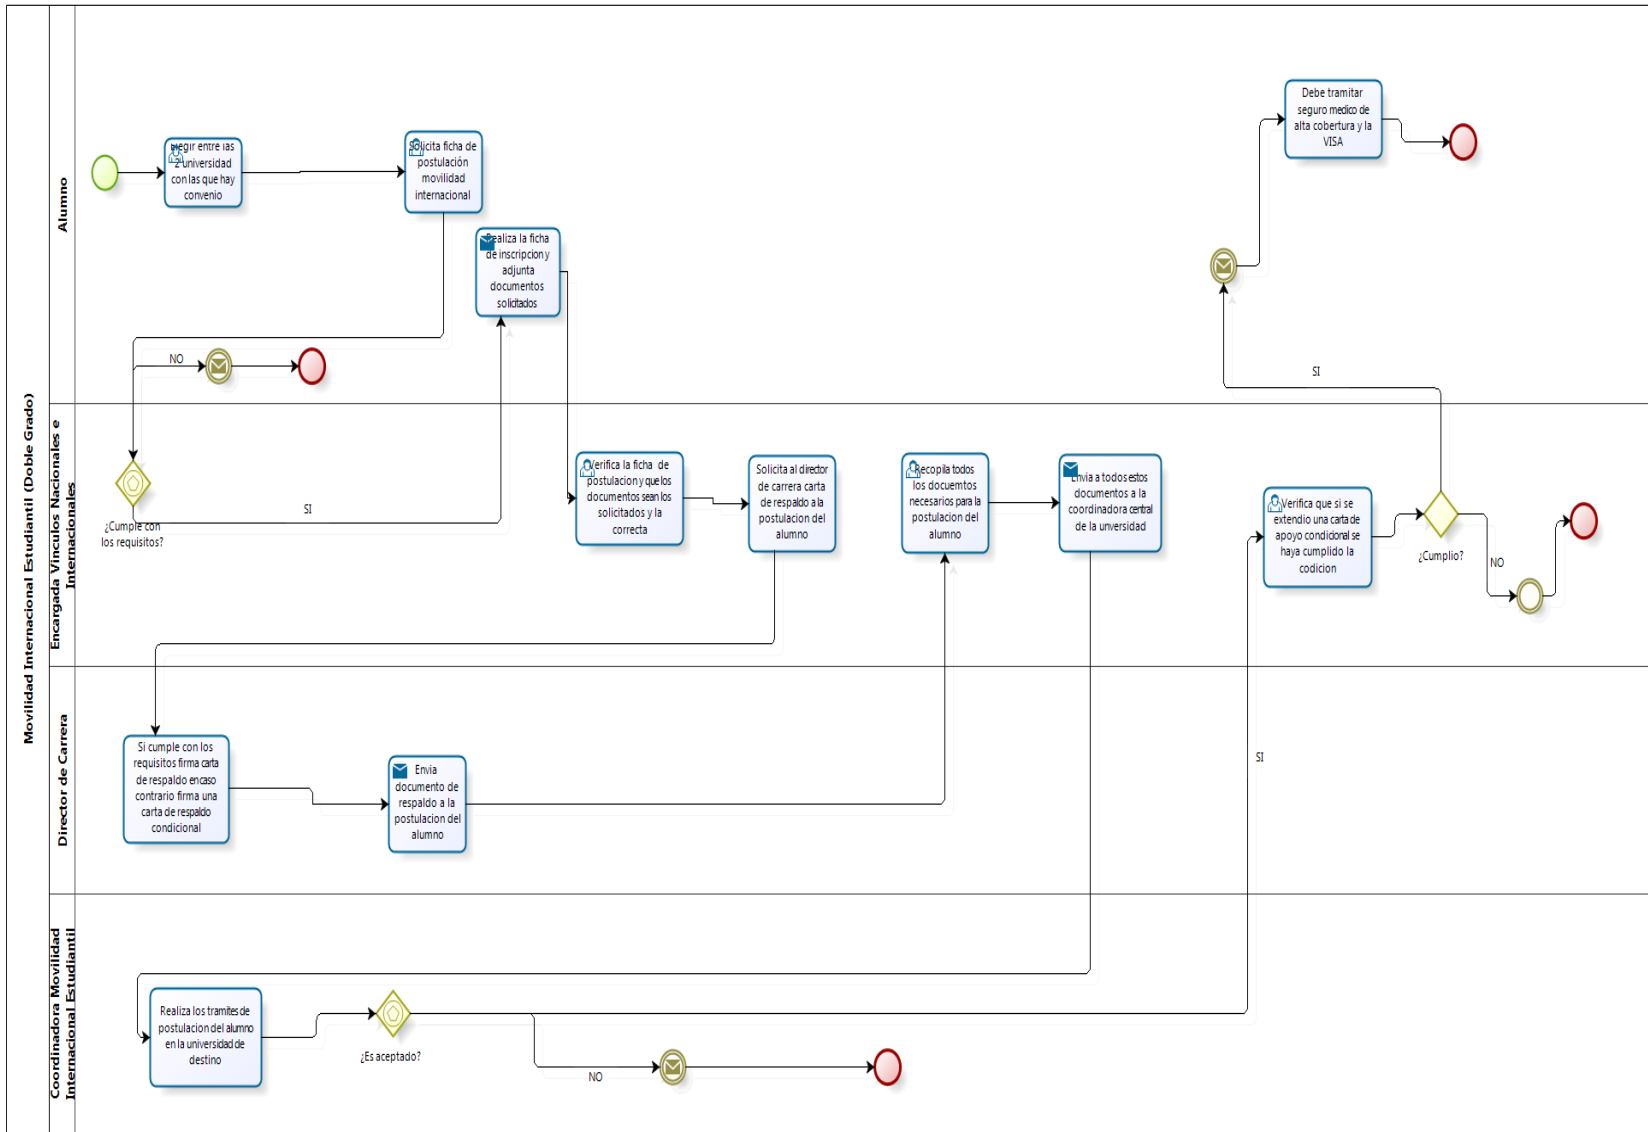 Movilidad Internacional Estudiantil (Doble Grado)
Alumno
Elegir entre las
2 universidad
con las que hay
convenio
Solicita ficha de
postulación
movilidad
internacional
Realiza la ficha
de inscripcion y
adjunta
documentos
solicitados
Debe tramitar
seguro medico de
alta cobertura y la
VISA
NO
SI
Encargada Vinculos Nacionales e
Internacionales
¿Cumple con
los requisitos?
SI
Verifica la ficha de
postulacion y que los
documentos sean los
solicitados y la
correcta
Solicita al director
de carrera carta
de respaldo a la
postulacion del
alumno
Recopila todos
los docuemtos
necesarios para la
postulacion del
alumno
Envia a todos estos
documentos a la
coordinadora central
de la unversidad
Verifica que si se
extendio una carta de
apoyo condicional se
haya cumplido la
codicion
¿Cumplio?
NO
Director de Carrera
Si cumple con los
requisitos firma carta
de respaldo en caso
contrario firma una
carta de respaldo
condicional
Envia
documento de
respaldo a la
postulacion del
alumno
SI
Coordinadora Movilidad
Internacional Estudiantil
Realiza los tramites de
postulacion del alumno
en la universidad de
destino
¿Es aceptado?
NO